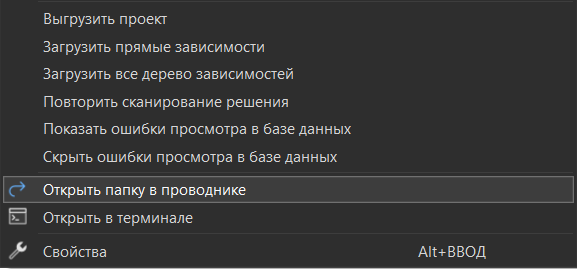 Выгрузить проект
Загрузить прямые зависимости
Загрузить все дерево зависимостей
Повторить сканирование решения
Показать ошибки просмотра в базе данных
Скрыть ошибки просмотра в базе данных
Открыть папку в проводнике
Открыть в терминале
Свойства Alt+ВВОД